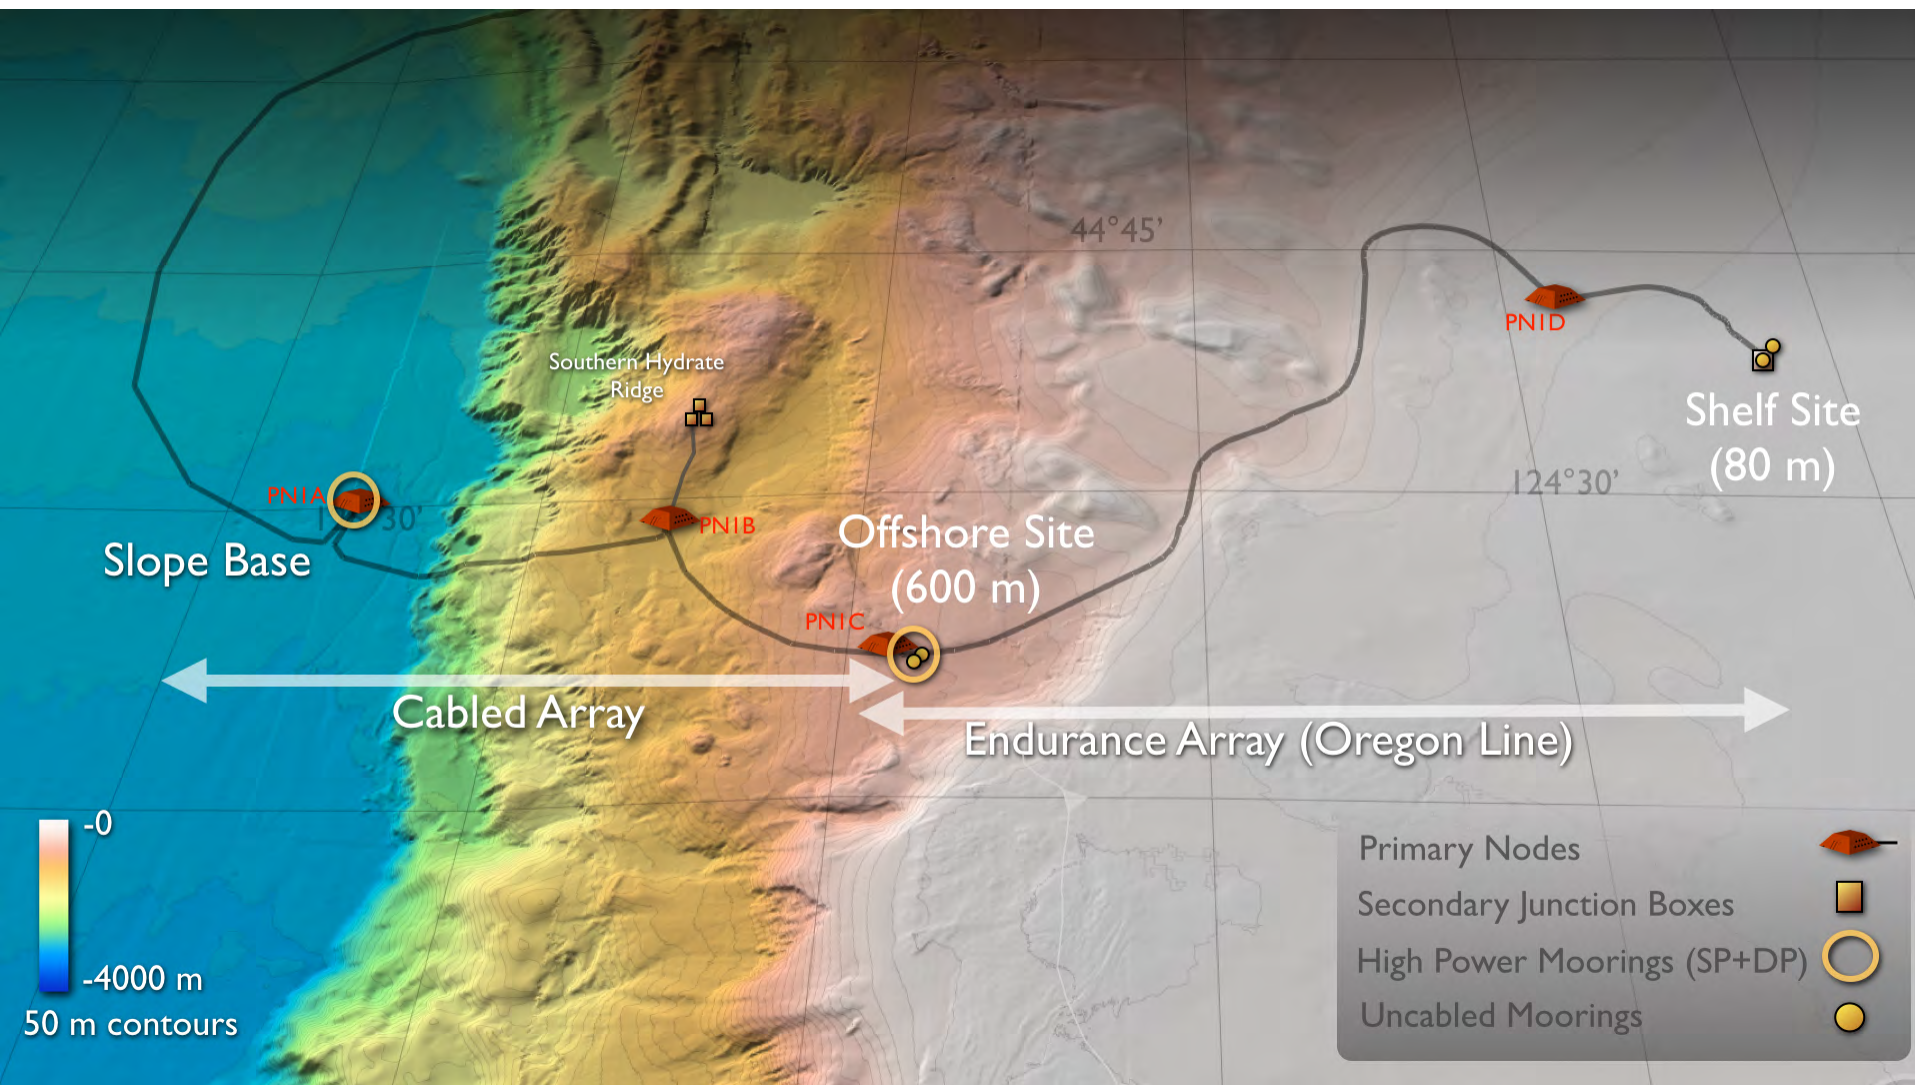 44°45’
Southern Hydrate
Ridge
PN1D
Shelf Site
(80 m)
124°30’
PN1A
30’
Slope Base
PN1B
Offshore Site
(600 m)
PN1C
Cabled Array
Endurance Array (Oregon Line)
-0
-4000 m
50 m contours
Primary Nodes
Secondary Junction Boxes
High Power Moorings (SP+DP)
Uncabled Moorings